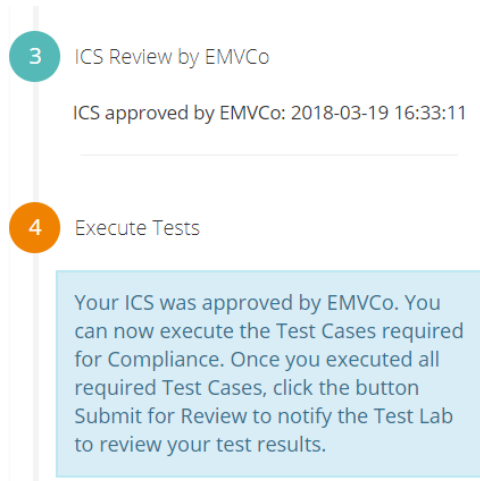 3 ICS Review by EMVCo
ICS approved by EMVCo: 2018-03-19 16:33:11
4 Execute Tests
Your ICS was approved by EMVCo. You
can now execute the Test Cases required
for Compliance. Once you executed all
required Test Cases, click the button
Submit for Review to notify the Test Lab
to review your test results.